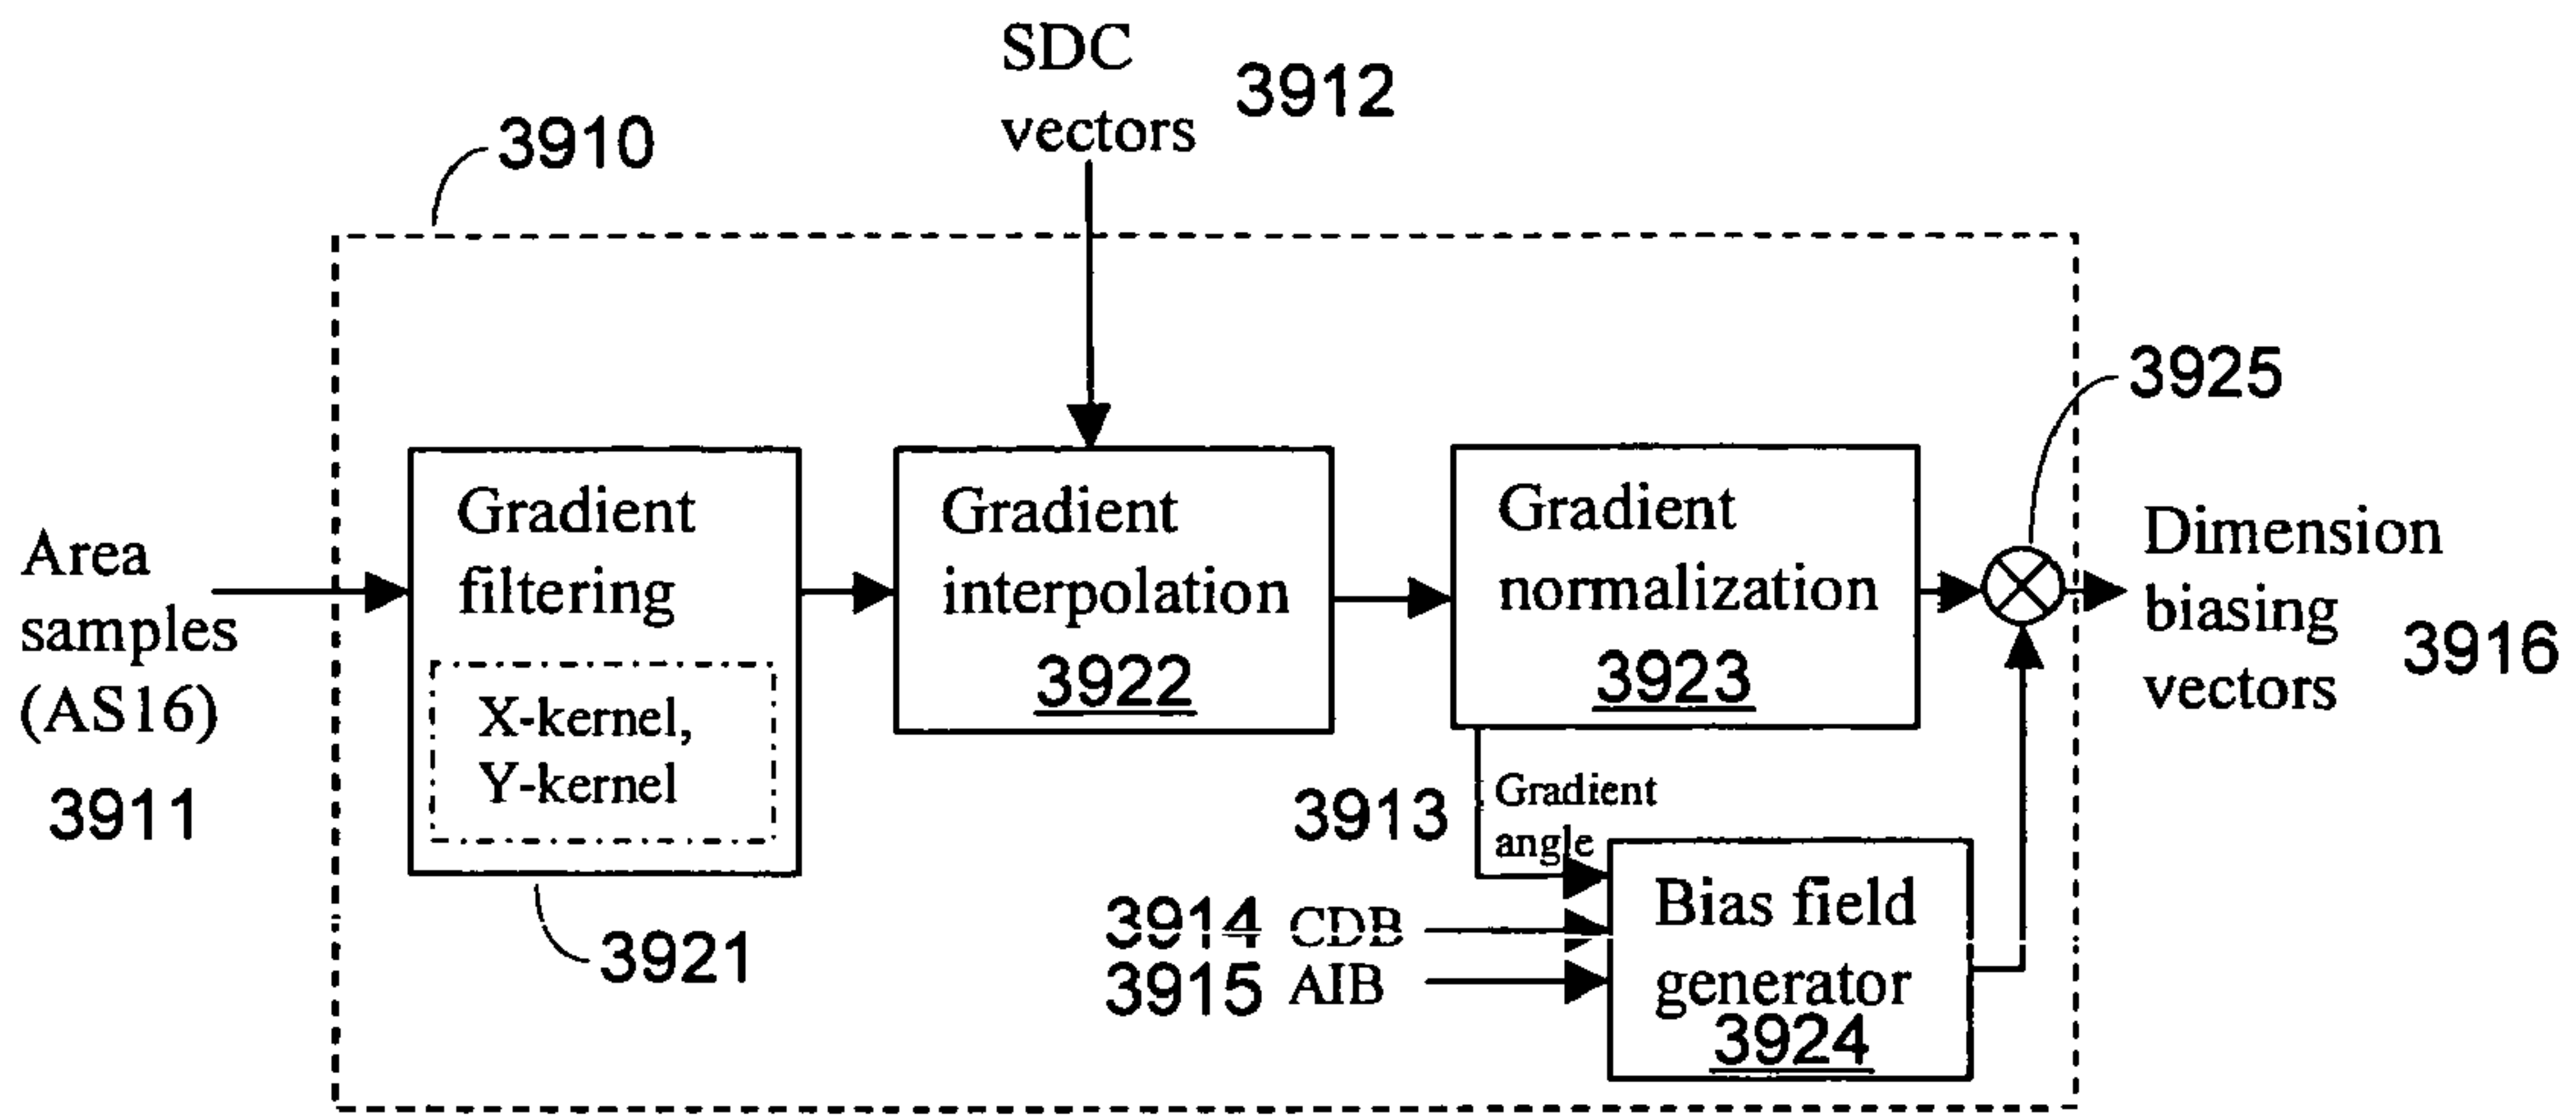 SDC
vectors
3912
3910
3925
Area
samples
(AS16)
3911
Gradient
filtering
X-kernel,
Y-kernel
3921
Gradient
interpolation
3922
Gradient
normalization
3923
Dimension
biasing
vectors
3916
3913
Gradient
angle
3914 CDB
3915 AIB
Bias field
generator
3924